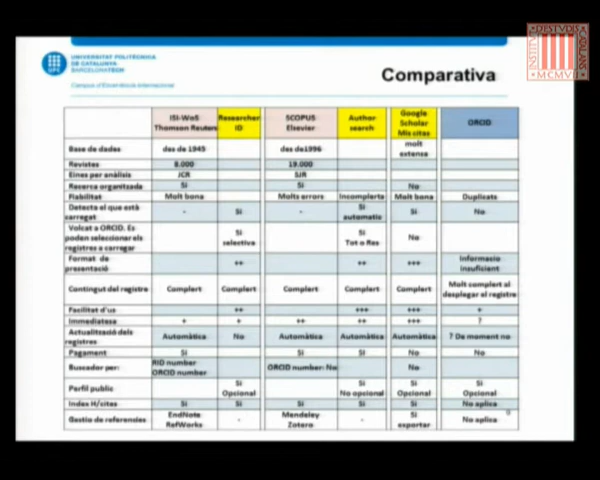 INSTITVT
D'ESTVDIS
CATALANS
MCMVII
UNIVERSITAT POLITÈCNICA
DE CATALUNYA
BARCELONATECH
UPC
Campus d'Excel·lència Internacional
Comparativa
ISI-WoS Thomson Reuters | Researcher ID | SCOPUS Elsevier | Author search | Google Scholar Mis citas | ORCID
Base de dades | des de 1945 | des de1996 | molt extensa
Revistes | 8.000 | 19.000
Eines per anàlisis | JCR | SJR
Recerca organitzada | Si | Si | No
Fiabilitat | Molt bona | Molts errors | Incomplerta | Molt bona | Duplicats
Detecta el que està carregat | - | Si | - | Si automatic | Si | No
Volcat a ORCID. Es poden seleccionar els registres a carregar | Si selectiva | Si Tot o Res | No
Format de presentació | ++ | ++ | +++ | Informacio insuficient
Contingut del registre | Complert | Complert | Complert | Complert | Complert | Molt complert al desplegar el registre
Facilitat d'us | ++ | +++ | +++ | +
Immediatesa | + | + | ++ | ++ | +++ | ?
Actualització dels registres | Automàtica | No | Automàtica | Automàtica | Automàtica | ? De moment no
Pagament | Si | Si | Si | Si | No | No
Buscador per: | RID number ORCID number | ORCID number: No | No
Perfil public | Si Opcional | Si No opcional | Si Opcional | Si Opcional
Index H/cites | Si | Si | Si | Si | Si | No aplica
Gestio de referencies | EndNote RefWorks | - | Mendeley Zotero | - | Si exportar | No aplica
9